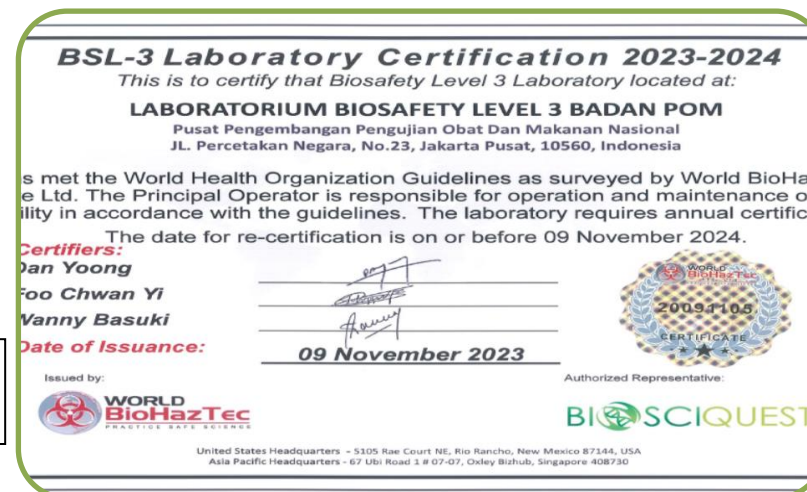 BSL-3 Laboratory Certification 2023-2024
This is to certify that Biosafety Level 3 Laboratory located at:
LABORATORIUM BIOSAFETY LEVEL 3 BADAN POM
Pusat Pengembangan Pengujian Obat Dan Makanan Nasional
JL. Percetakan Negara, No.23, Jakarta Pusat, 10560, Indonesia
s met the World Health Organization Guidelines as surveyed by World BioHa
e Ltd. The Principal Operator is responsible for operation and maintenance o
ility in accordance with the guidelines. The laboratory requires annual certific
The date for re-certification is on or before 09 November 2024.
Certifiers:
Dan Yoong
Foo Chwan Yi
Wanny Basuki
Date of Issuance:
09 November 2023
WORLD
BioHazTec
20091105
CERTIFICATE
Issued by:
Authorized Representative:
WORLD
BioHazTec
PRACTICE SAFE SCIENCE
BIOSCIQUEST
United States Headquarters - 5105 Rae Court NE, Rio Rancho, New Mexico 87144, USA
Asia Pacific Headquarters - 67 Ubi Road 1 # 07-07, Oxley Bizhub, Singapore 408730